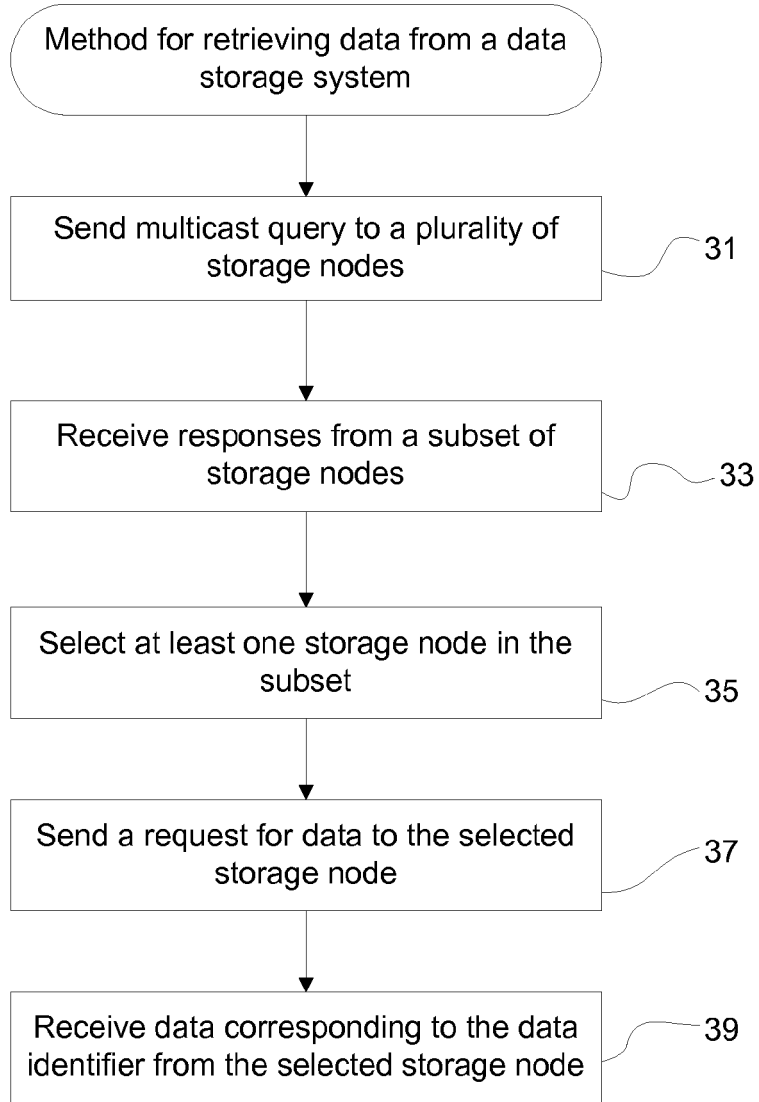 Method for retrieving data from a data
storage system
Send multicast query to a plurality of
storage nodes
31
Receive responses from a subset of
storage nodes
33
Select at least one storage node in the
subset
35
Send a request for data to the selected
storage node
37
Receive data corresponding to the data
identifier from the selected storage node
39